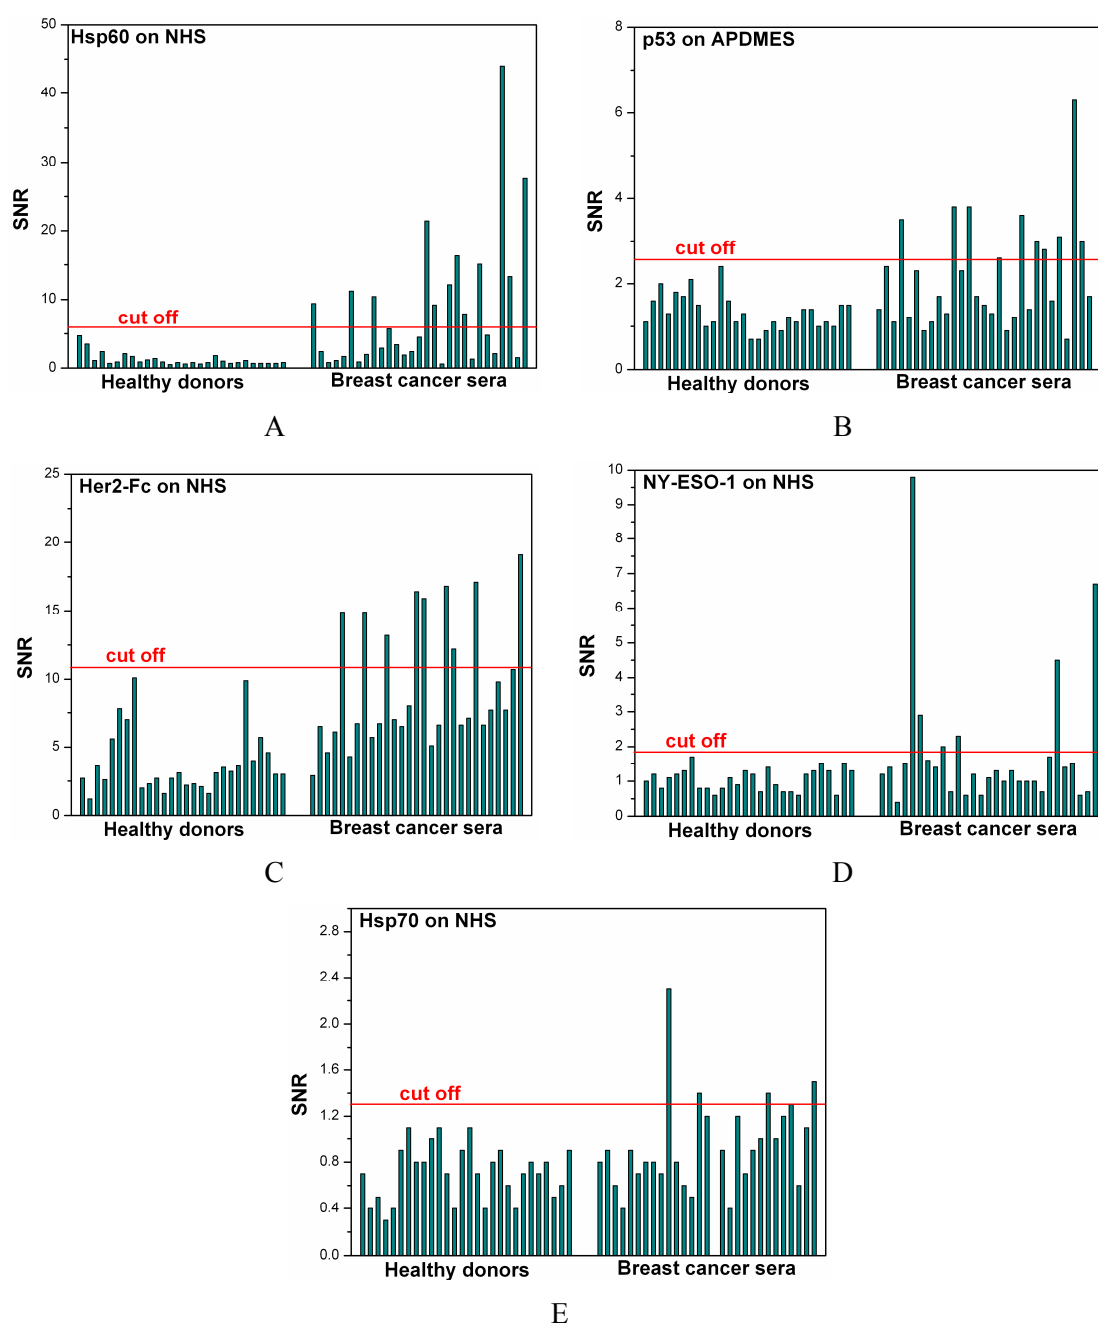 Hsp60 on NHS
50
40
30
20
10
0
SNR
cut off
Healthy donors
Breast cancer sera
A
p53 on APDMES
8
6
4
2
0
SNR
cut off
Healthy donors
Breast cancer sera
B
Her2-Fc on NHS
25
20
15
10
5
0
SNR
cut off
Healthy donors
Breast cancer sera
C
NY-ESO-1 on NHS
10
9
8
7
6
5
4
3
2
1
0
SNR
cut off
Healthy donors
Breast cancer sera
D
Hsp70 on NHS
2.8
2.4
2.0
1.6
1.2
0.8
0.4
0.0
SNR
cut off
Healthy donors
Breast cancer sera
E